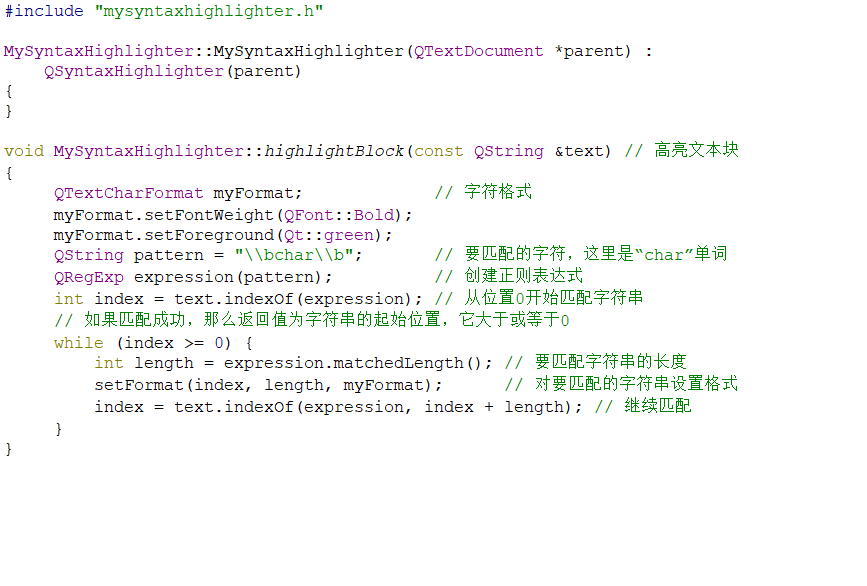 #include "mysyntaxhighlighter.h"
MySyntaxHighlighter::MySyntaxHighlighter(QTextDocument *parent) :
    QSyntaxHighlighter(parent)
{
}
void MySyntaxHighlighter::highlightBlock(const QString &text) // 高亮文本块
{
     QTextCharFormat myFormat;             // 字符格式
     myFormat.setFontWeight(QFont::Bold);
     myFormat.setForeground(Qt::green);
     QString pattern = "\\bchar\\b";       // 要匹配的字符，这里是“char”单词
     QRegExp expression(pattern);          // 创建正则表达式
     int index = text.indexOf(expression); // 从位置0开始匹配字符串
     // 如果匹配成功，那么返回值为字符串的起始位置，它大于或等于0
     while (index >= 0) {
         int length = expression.matchedLength(); // 要匹配字符串的长度
         setFormat(index, length, myFormat);      // 对要匹配的字符串设置格式
         index = text.indexOf(expression, index + length); // 继续匹配
     }
}